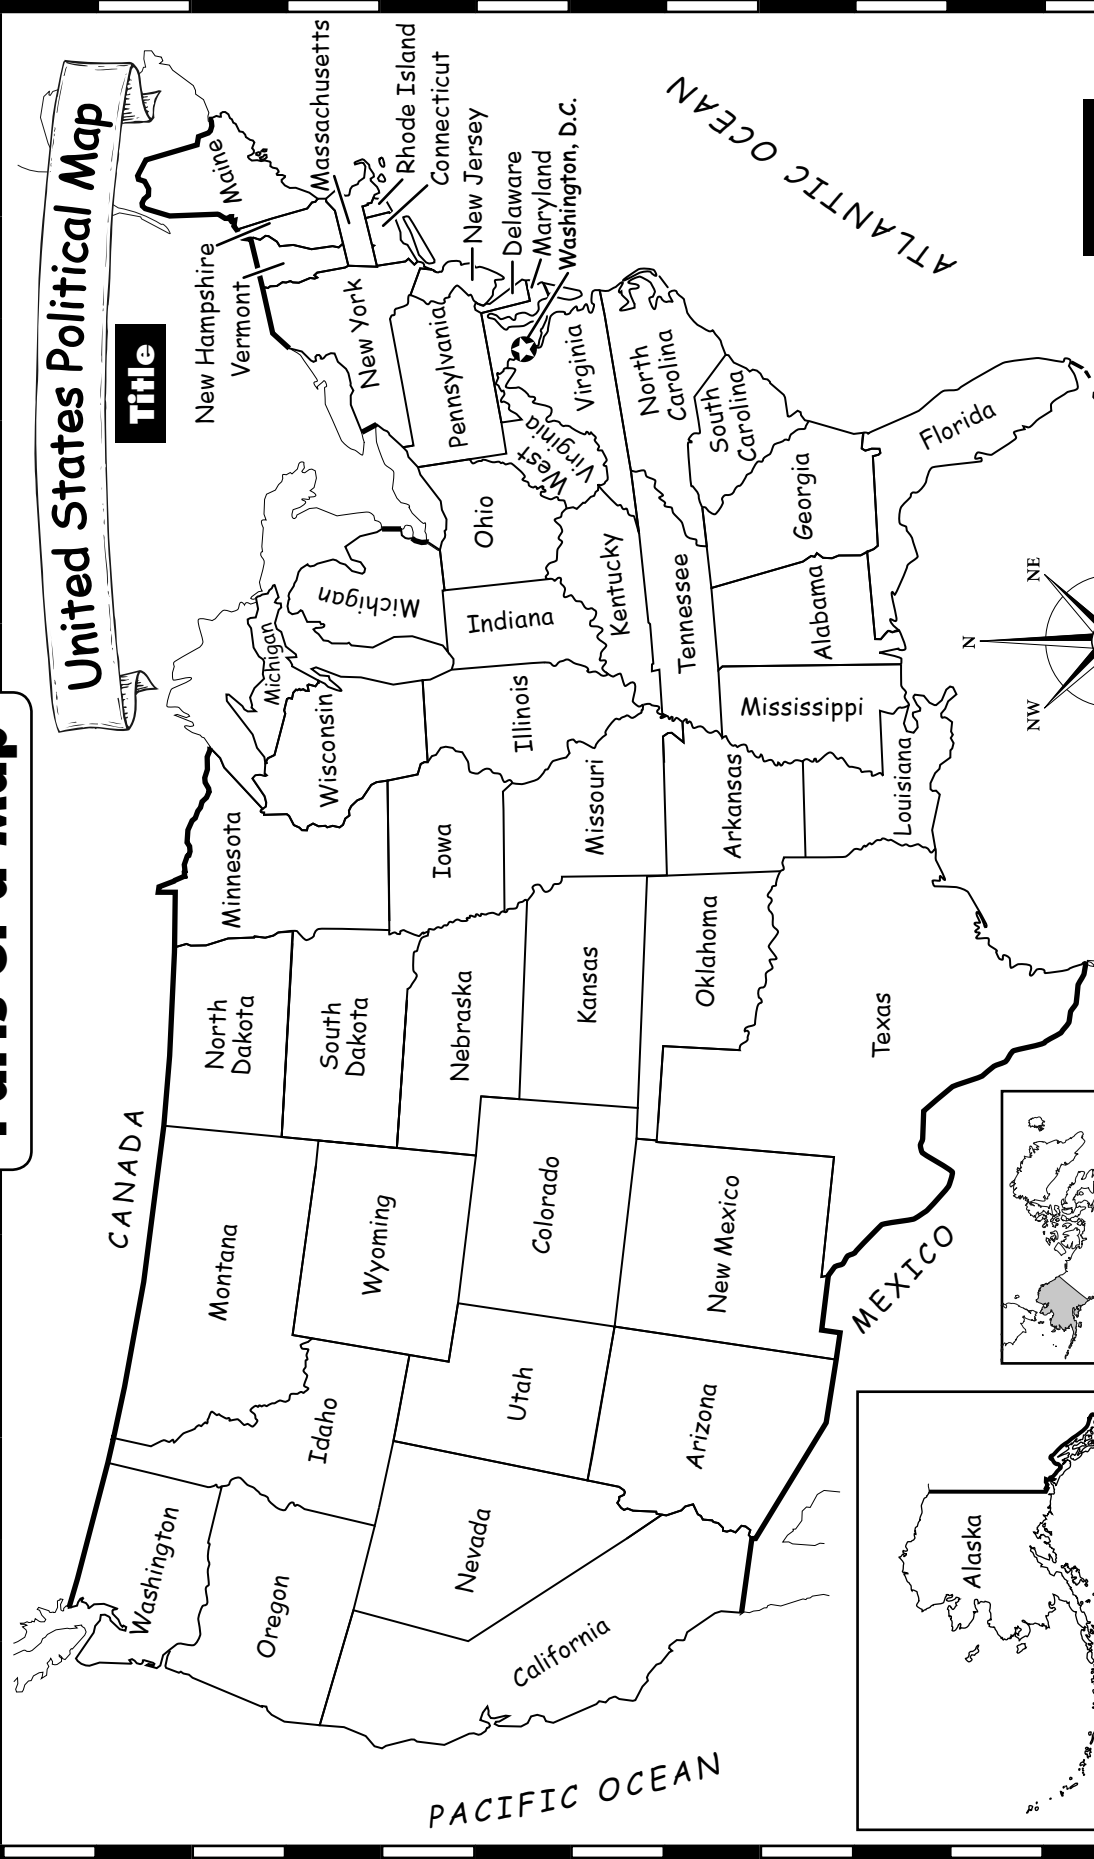 United States Political Map
Title
CANADA
Washington
Oregon
California
Nevada
Idaho
Montana
Wyoming
Utah
Arizona
Colorado
New Mexico
North
Dakota
South
Dakota
Nebraska
Kansas
Oklahoma
Texas
Minnesota
Iowa
Missouri
Arkansas
Louisiana
Wisconsin
Michigan
Michigan
Illinois
Indiana
Ohio
Kentucky
Tennessee
Mississippi
Alabama
Georgia
Florida
South
Carolina
North
Carolina
Virginia
West
Virginia
Pennsylvania
New York
Vermont
New Hampshire
Maine
Massachusetts
Rhode Island
Connecticut
New Jersey
Delaware
Maryland
Washington, D.C.
ATLANTIC OCEAN
PACIFIC OCEAN
MEXICO
Alaska
NW
N
NE